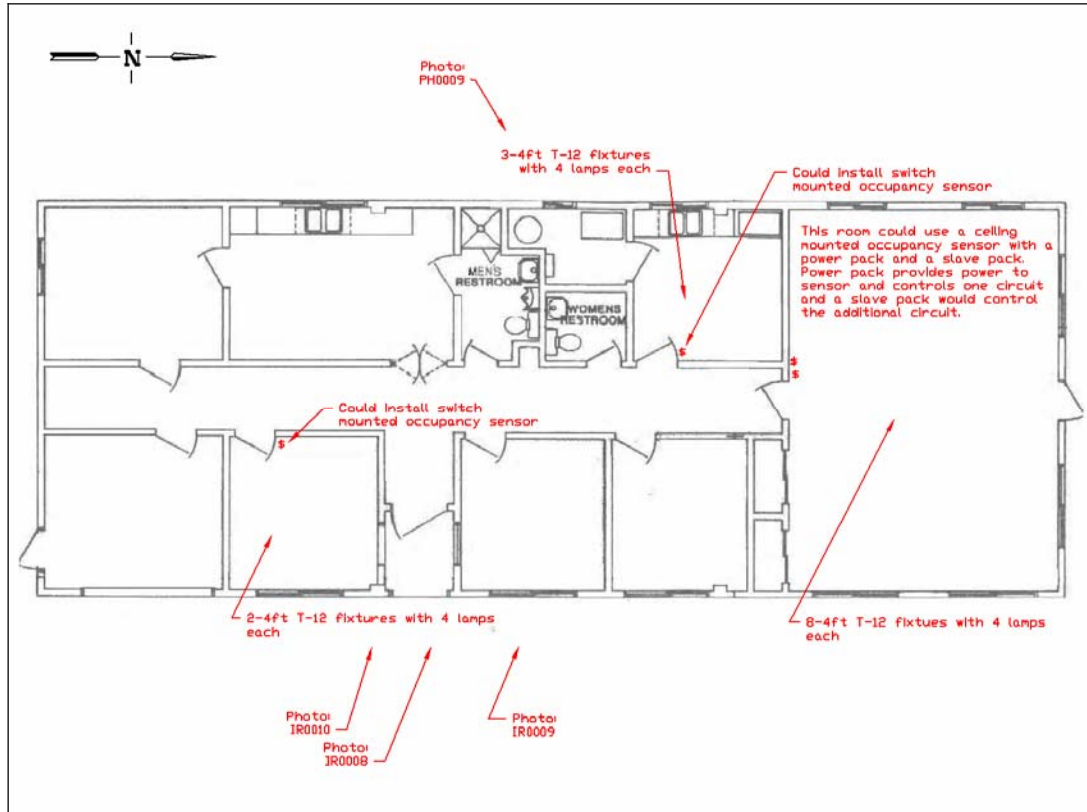 N
Photo:
PH0009
3-4ft T-12 fixtures
with 4 lamps each
Could install switch
mounted occupancy sensor
This room could use a ceiling
mounted occupancy sensor with a
power pack and a slave pack.
Power pack provides power to
sensor and controls one circuit
and a slave pack would control
the additional circuit.
MENS
RESTROOM
WOMENS
RESTROOM
$
$
$
Could install switch
mounted occupancy sensor
$
2-4ft T-12 fixtures with 4 lamps
each
8-4ft T-12 fixtues with 4 lamps
each
Photo:
IR0010
Photo:
IR0008
Photo:
IR0009